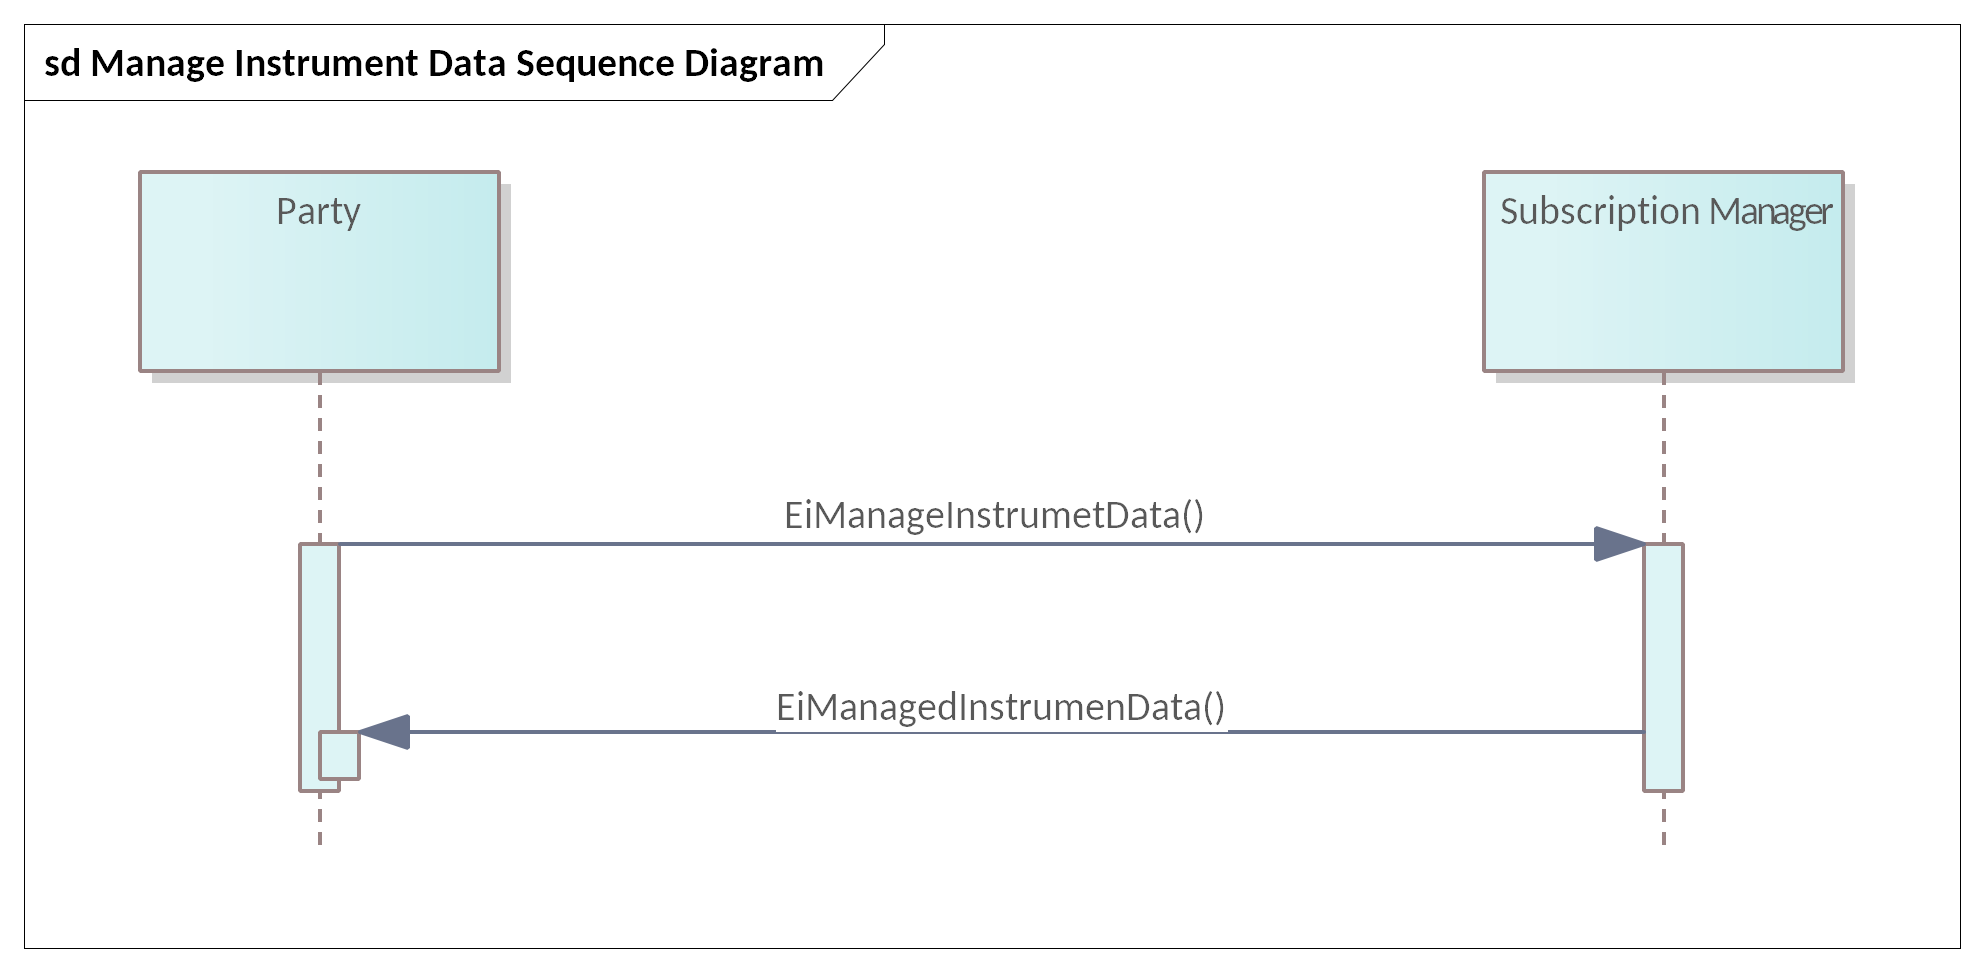 sd Manage Instrument Data Sequence Diagram
Party
Subscription Manager
EiManageInstrumetData()
EiManagedInstrumenData()